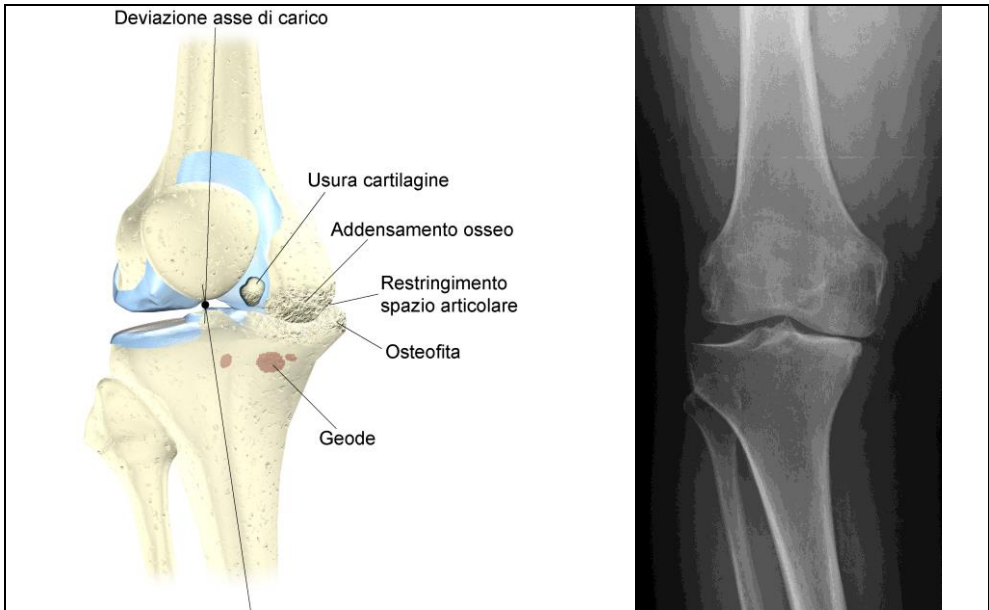 Deviazione asse di carico
Usura cartilagine
Addensamento osseo
Restringimento
spazio articolare
Osteofita
Geode